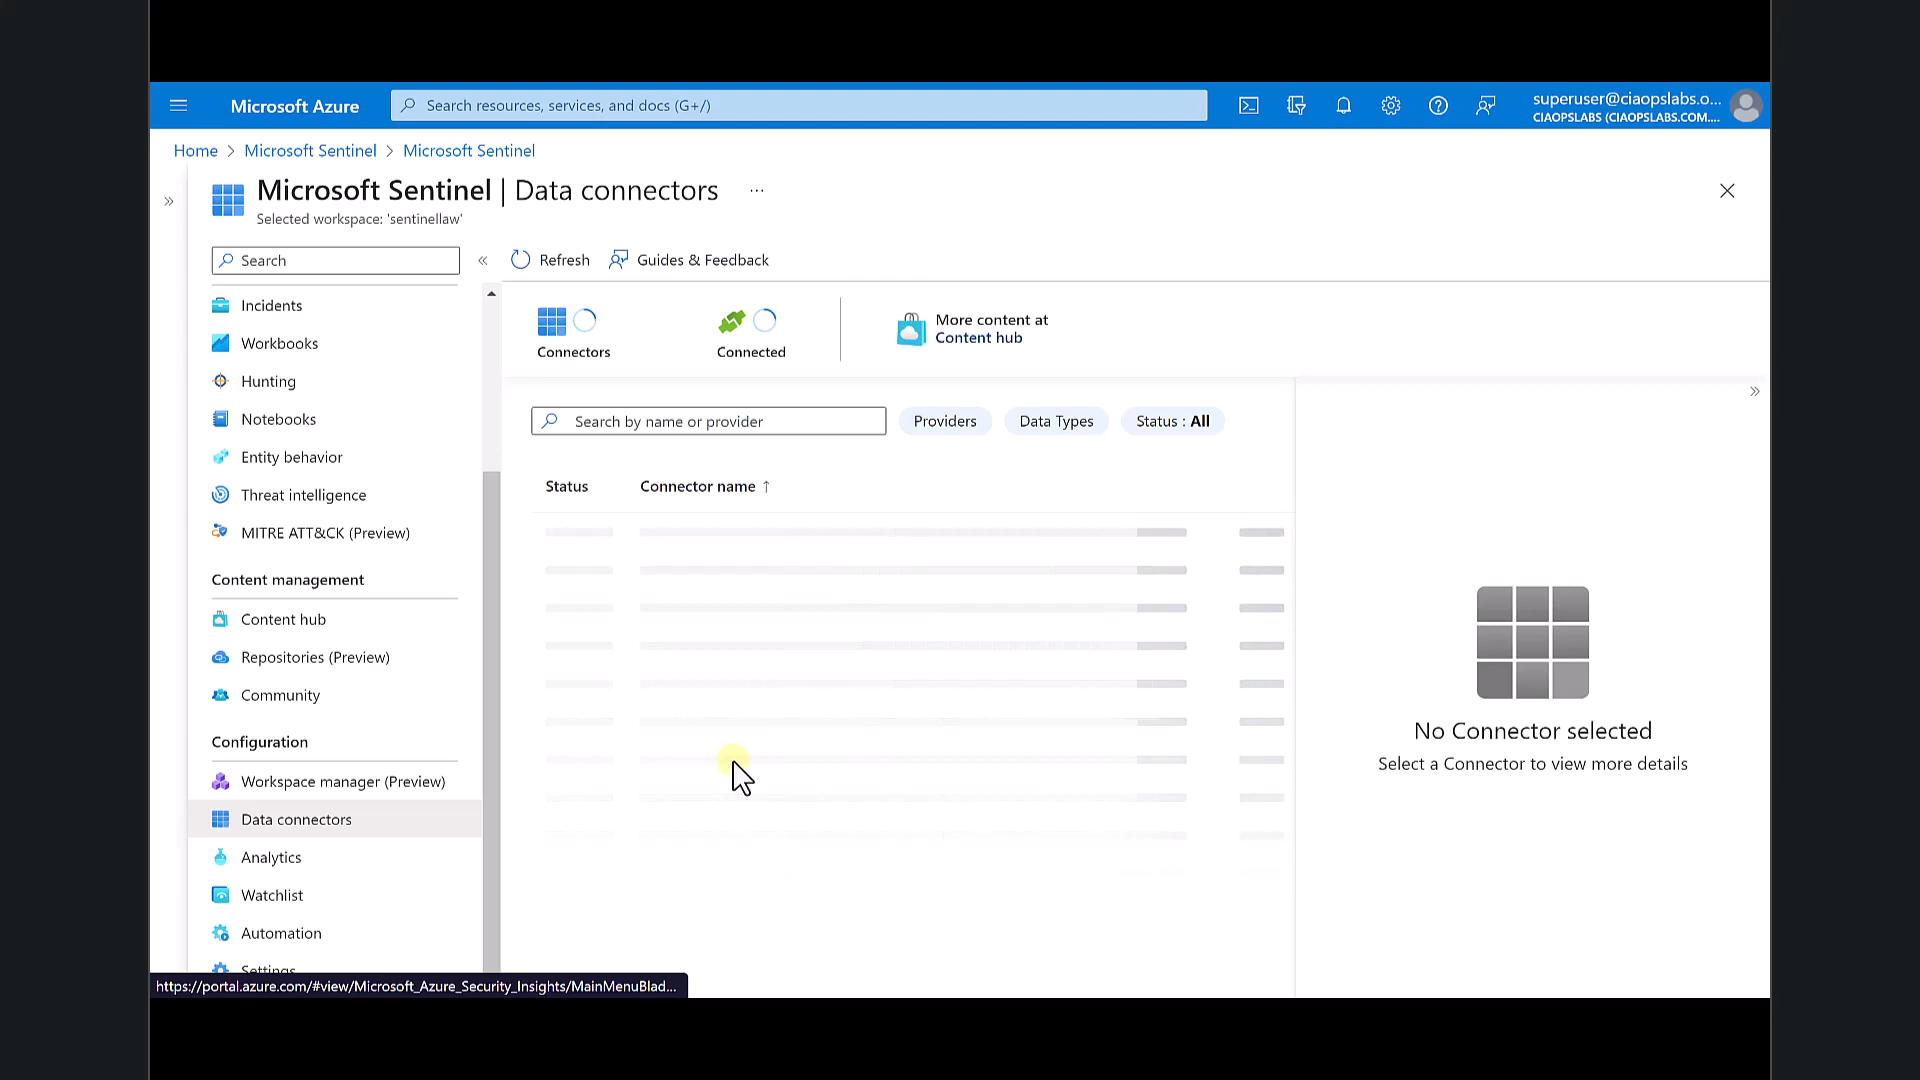 Microsoft Azure
Search resources, services, and docs (G+/)
superuser@ciaopslabs.o...
CIAOPSLABS (CIAOPSLABS.COM....
Home > Microsoft Sentinel > Microsoft Sentinel
Microsoft Sentinel | Data connectors ...
Selected workspace: 'sentinellaw'
Search
Refresh
Guides & Feedback
Incidents
Workbooks
Hunting
Notebooks
Entity behavior
Threat intelligence
MITRE ATT&CK (Preview)
Content management
Content hub
Repositories (Preview)
Community
Configuration
Workspace manager (Preview)
Data connectors
Analytics
Watchlist
Automation
Settings
Connectors
Connected
More content at
Content hub
Search by name or provider
Providers
Data Types
Status : All
Status
Connector name ↑
No Connector selected
Select a Connector to view more details
https://portal.azure.com/#view/Microsoft_Azure_Security_Insights/MainMenuBlad...